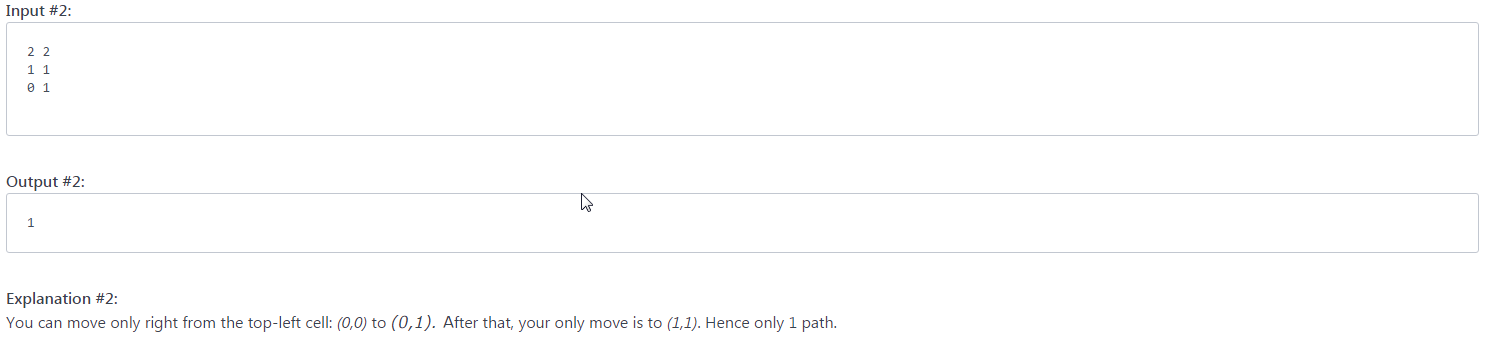 Input #2:
2 2
1 1
0 1
Output #2:
1
Explanation #2:
You can move only right from the top-left cell: (0,0) to (0,1). After that, your only move is to (1,1). Hence only 1 path.